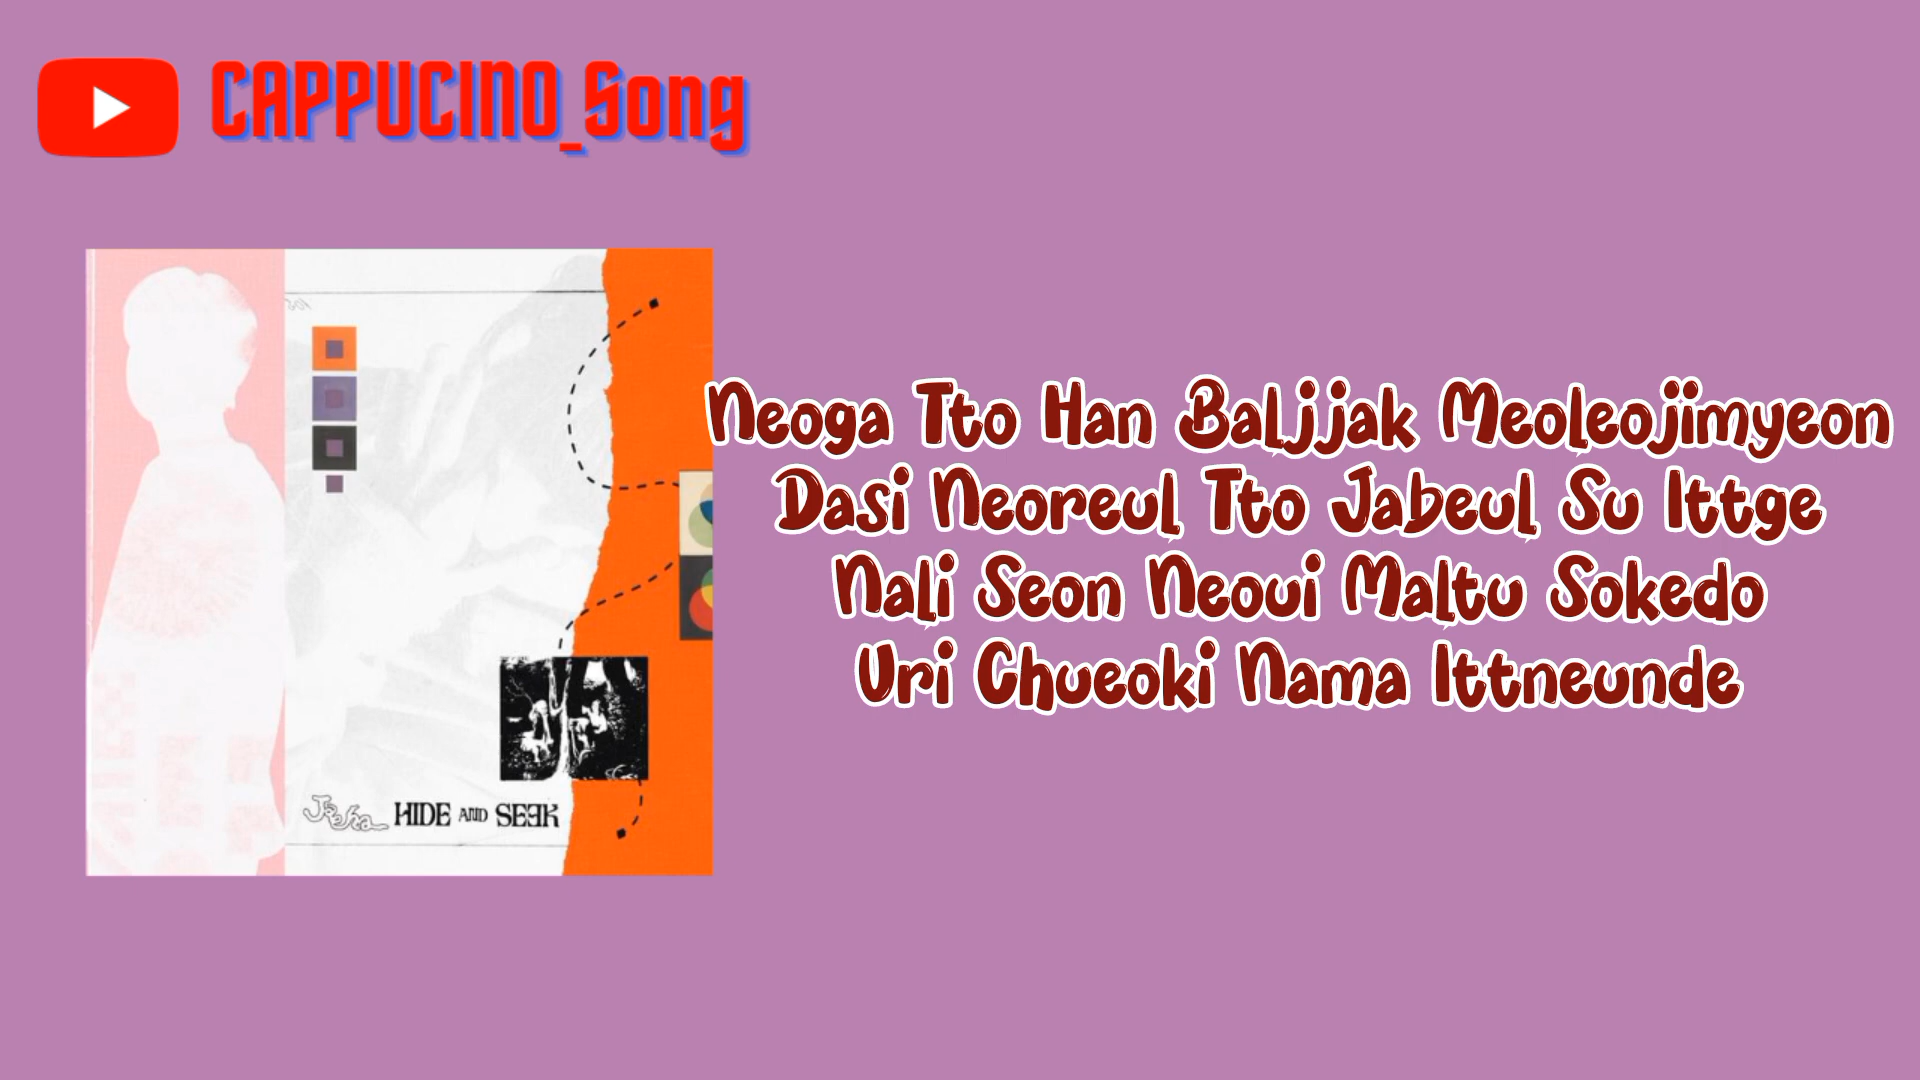 CAPPUCINO_Song
Jaeha HIDE AND SEEK
Neoga Tto Han Baljjak Meoleojimyeon
Dasi Neoreul Tto Jabeul Su Ittge
Nali Seon Neoui Maltu Sokedo
Uri Chueoki Nama Ittneunde